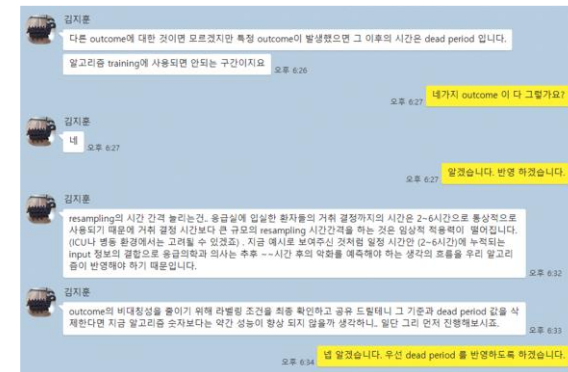 김지훈
다른 outcome에 대한 것이면 모르겠지만 특정 outcome이 발생했으면 그 이후의 시간은 dead period 입니다.
알고리즘 training에 사용되면 안되는 구간이지요
오후 6:26
네가지 outcome 이 다 그럴가요?
오후 6:27
김지훈
네
오후 6:27
알겠습니다. 반영 하겠습니다.
오후 6:27
김지훈
resampling의 시간 간격 늘리는건.. 응급실에 입실한 환자들의 거취 결정까지의 시간은 2~6시간으로 통상적으로
사용되기 때문에 거취 결정 시간보다 큰 규모의 resampling 시간간격을 하는 것은 임상적 적용력이 떨어집니다.
(ICU나 병동 환경에서는 고려될 수 있겠죠) . 지금 예시로 보여주신 것처럼 일정 시간안 (2~6시간)에 누적되는
input 정보의 결합으로 응급의학과 의사는 추후 ~~시간 후의 악화를 예측해야 하는 생각의 흐름을 우리 알고리
즘이 반영해야 하기 때문입니다.
오후 6:32
김지훈
outcome의 비대칭성을 줄이기 위해 라벨링 조건을 최종 확인하고 공유 드릴테니 그 기준과 dead period 값을 삭
제한다면 지금 알고리즘 숫자보다는 약간 성능이 향상 되지 않을까 생각하니.. 일단 그리 먼저 진행해보시죠.
오후 6:33
넵 알겠습니다. 우선 dead period 를 반영하도록 하겠습니다.
오후 6:34